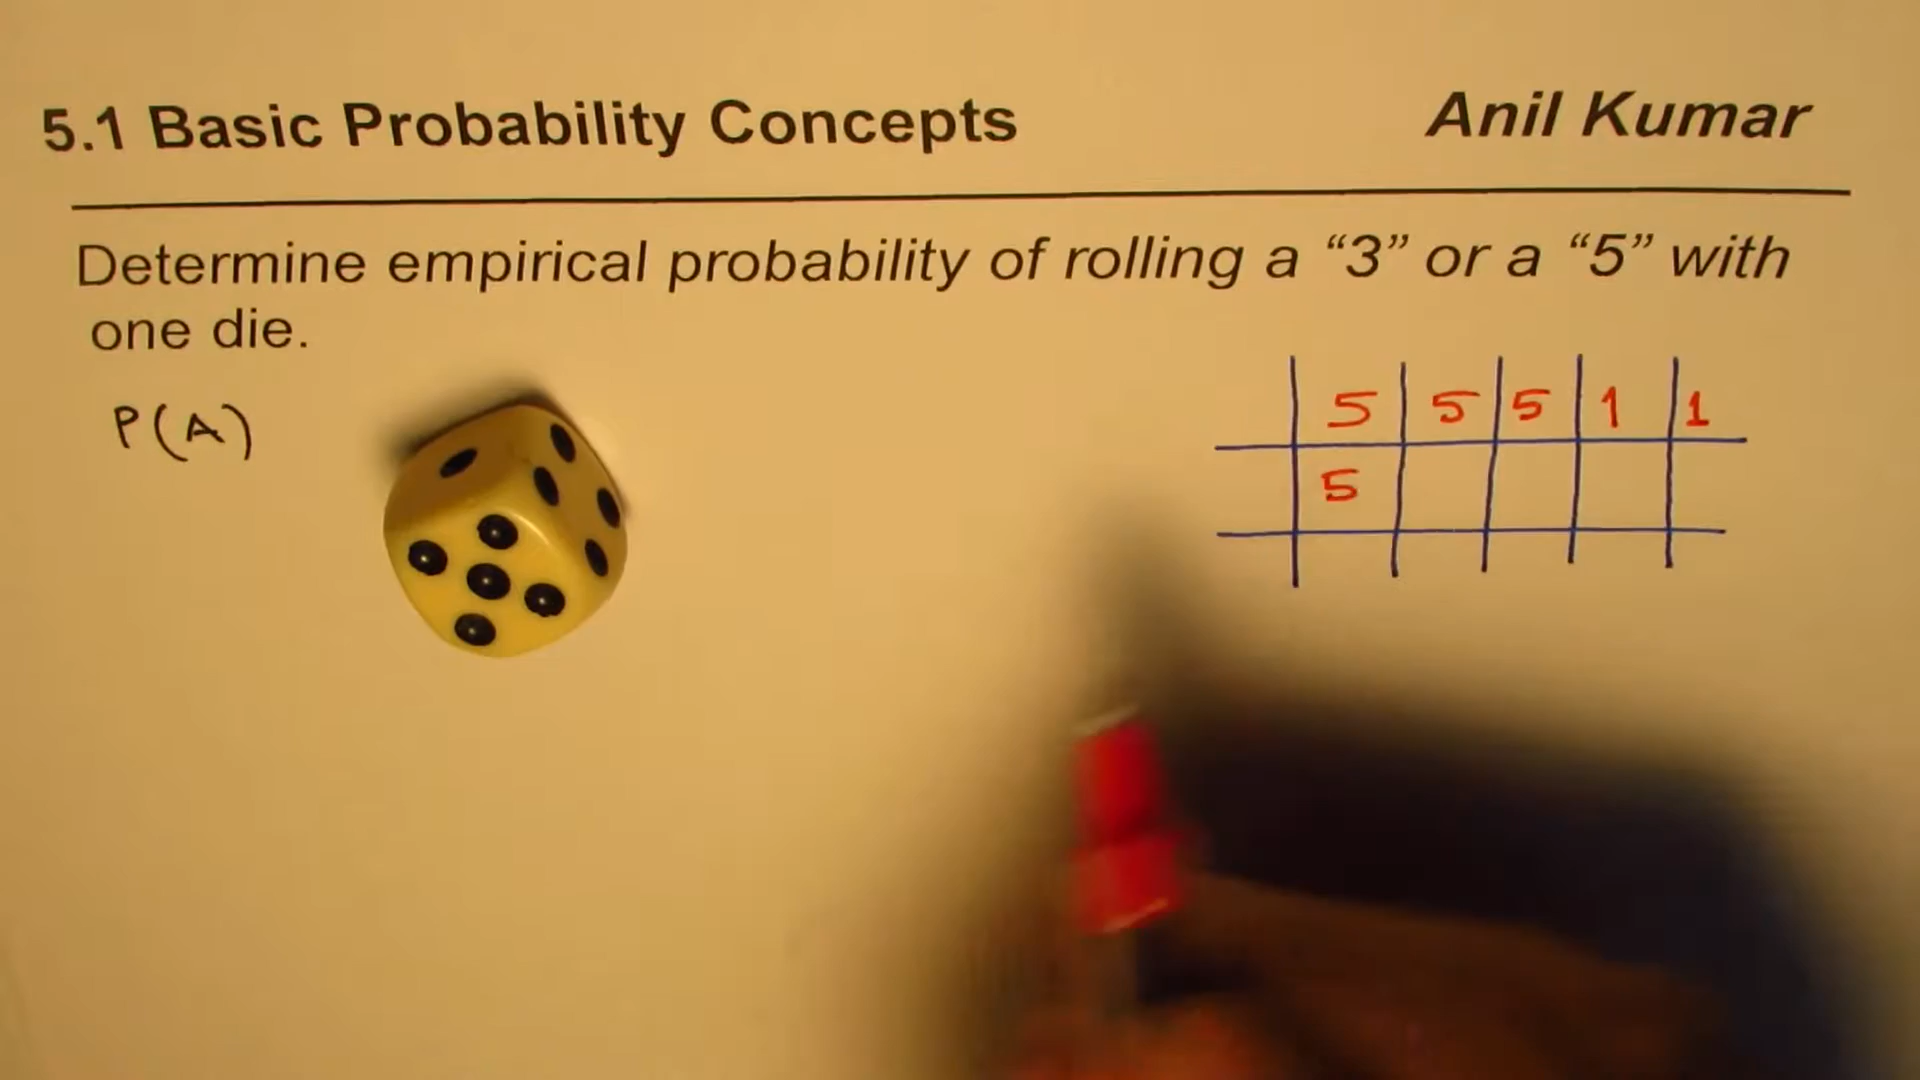 5.1 Basic Probability Concepts
Anil Kumar
Determine empirical probability of rolling a “3” or a “5” with
one die.
P(A)
5 5 5 1 1
5